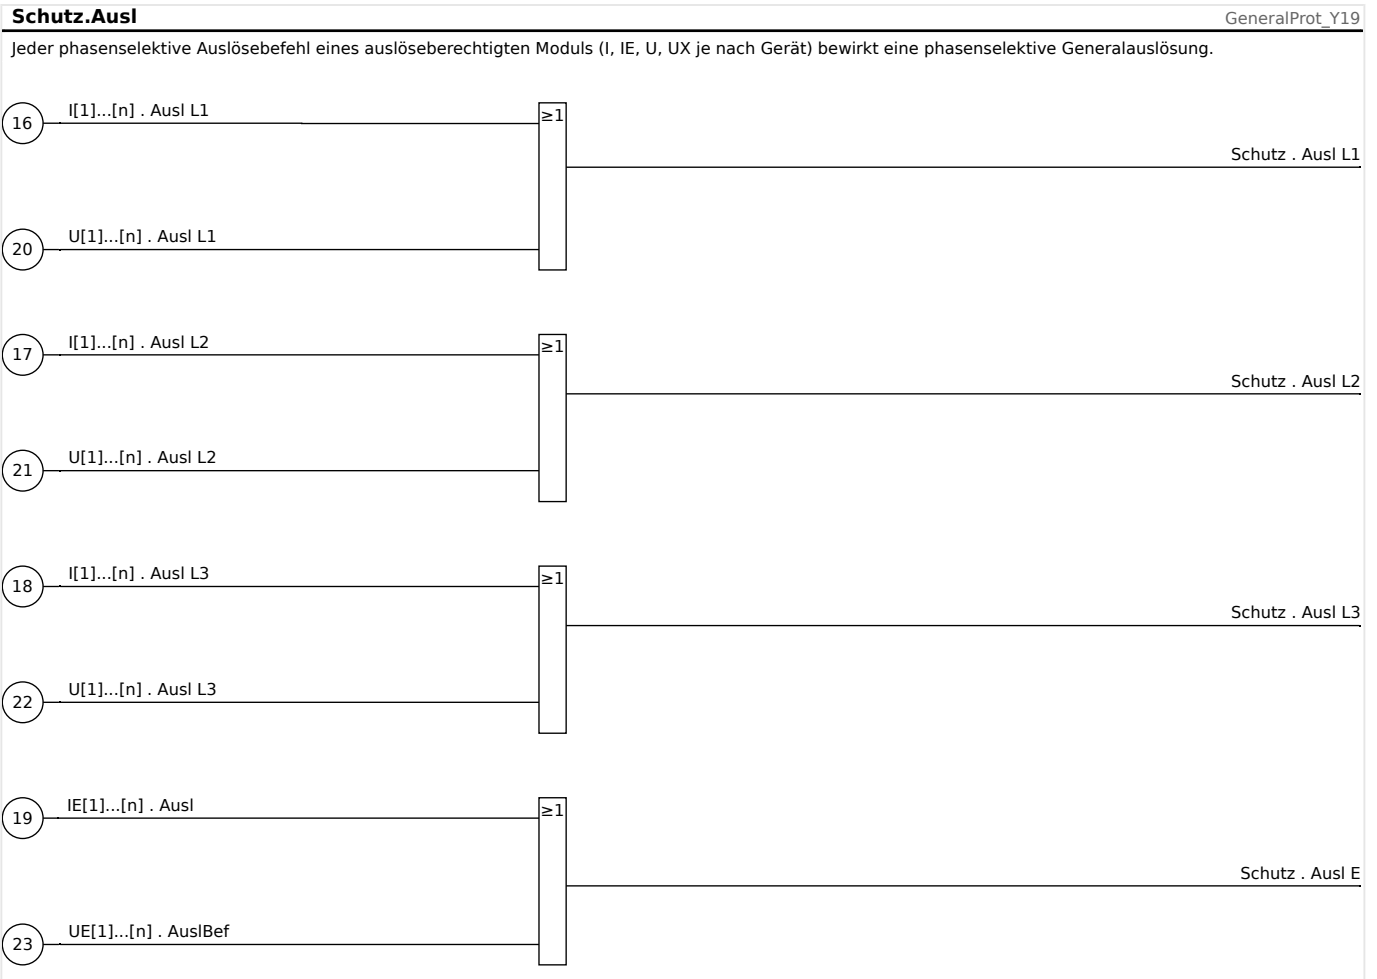 Schutz.Ausl
GeneralProt_Y19
Jeder phasenselektive Auslösebefehl eines auslöseberechtigten Moduls (I, IE, U, UX je nach Gerät) bewirkt eine phasenselektive Generalauslösung.
I[1]...[n] . Ausl L1
16
≥1
Schutz . Ausl L1
U[1]...[n] . Ausl L1
20
I[1]...[n] . Ausl L2
17
≥1
Schutz . Ausl L2
U[1]...[n] . Ausl L2
21
I[1]...[n] . Ausl L3
18
≥1
Schutz . Ausl L3
U[1]...[n] . Ausl L3
22
IE[1]...[n] . Ausl
19
≥1
Schutz . Ausl E
UE[1]...[n] . AuslBef
23